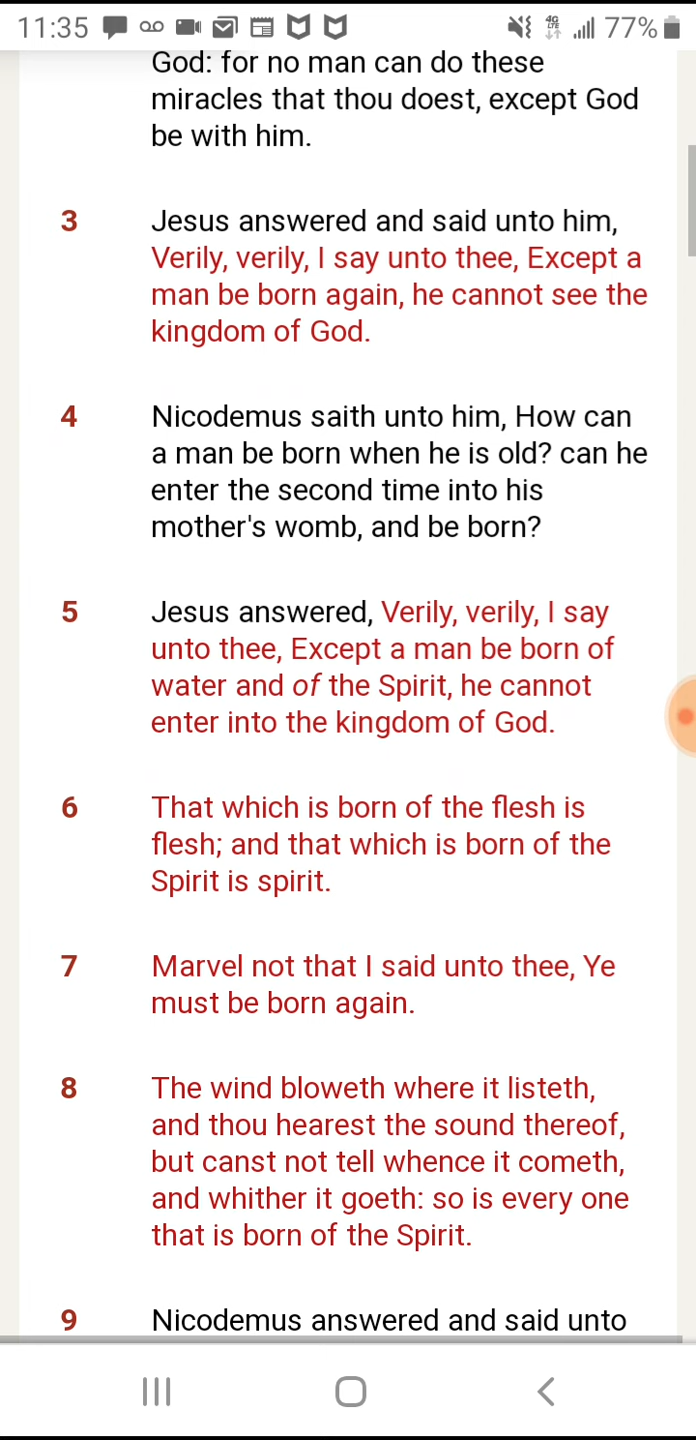 11:35 77%
4G
LTE
God: for no man can do these
miracles that thou doest, except God
be with him.
3 Jesus answered and said unto him,
Verily, verily, I say unto thee, Except a
man be born again, he cannot see the
kingdom of God.
4 Nicodemus saith unto him, How can
a man be born when he is old? can he
enter the second time into his
mother's womb, and be born?
5 Jesus answered, Verily, verily, I say
unto thee, Except a man be born of
water and of the Spirit, he cannot
enter into the kingdom of God.
6 That which is born of the flesh is
flesh; and that which is born of the
Spirit is spirit.
7 Marvel not that I said unto thee, Ye
must be born again.
8 The wind bloweth where it listeth,
and thou hearest the sound thereof,
but canst not tell whence it cometh,
and whither it goeth: so is every one
that is born of the Spirit.
9 Nicodemus answered and said unto